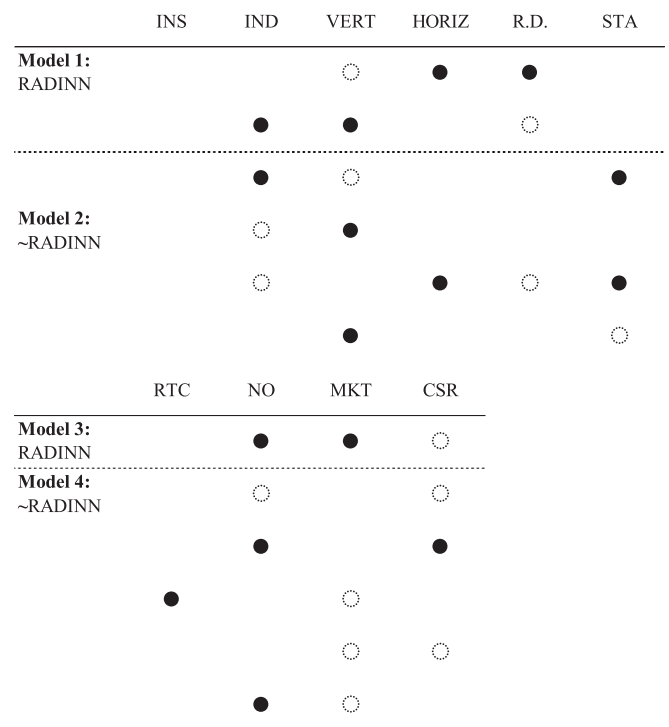 INS IND VERT HORIZ R.D. STA
Model 1:
RADINN
Model 2:
~RADINN
RTC NO MKT CSR
Model 3:
RADINN
Model 4:
~RADINN